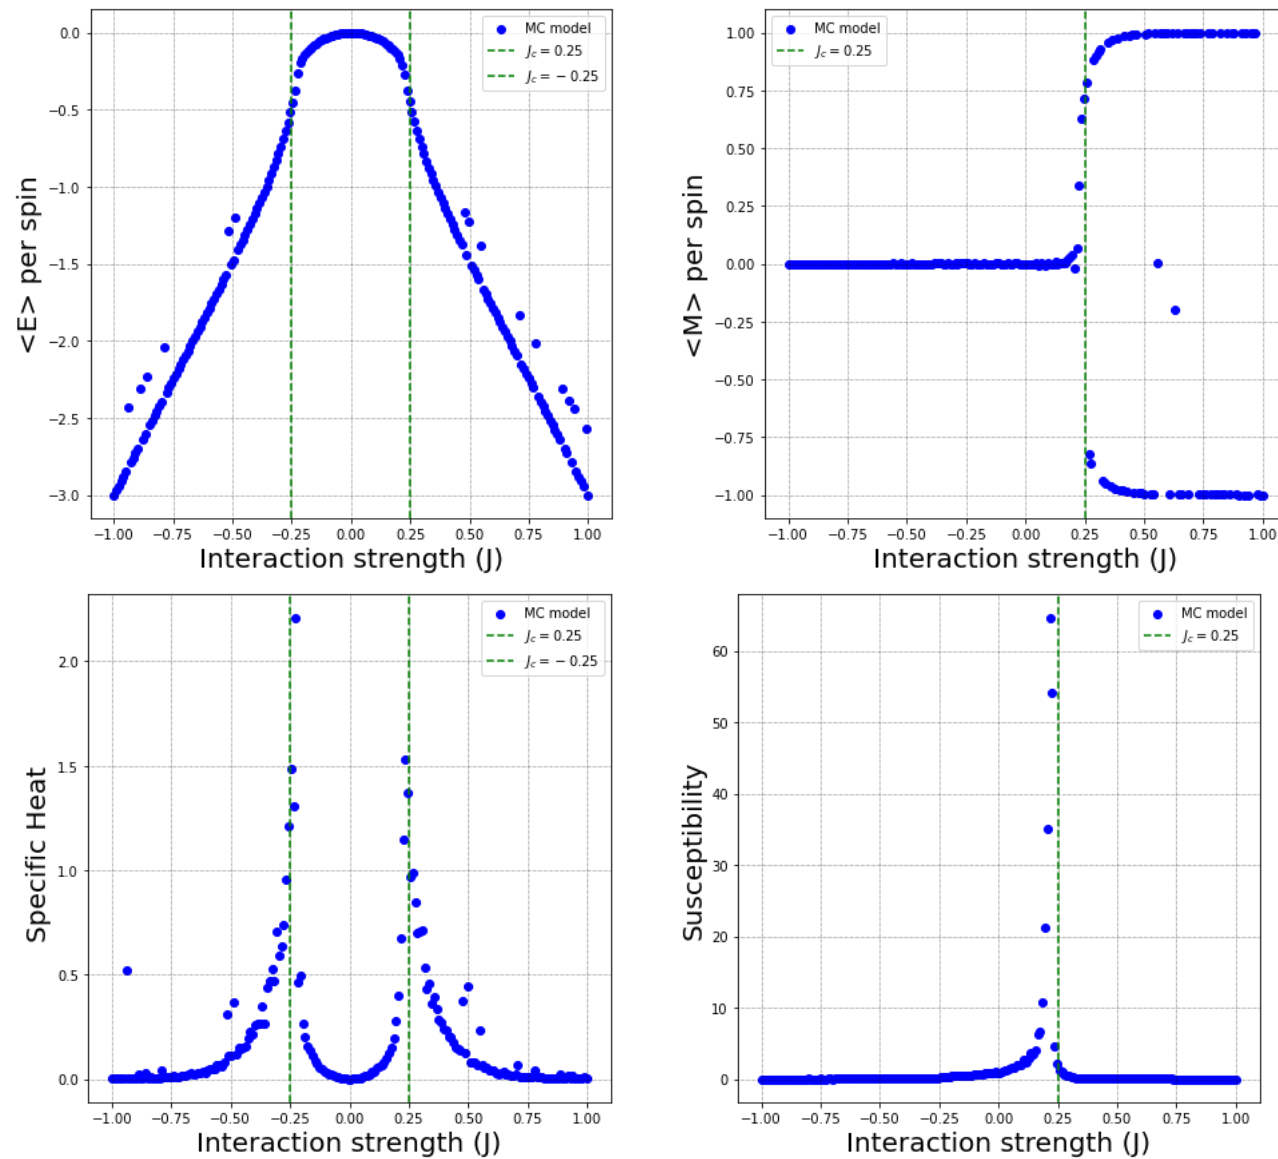 <E> per spin
0.0
−0.5
−1.0
−1.5
−2.0
−2.5
−3.0
MC model
J_c = 0.25
J_c = − 0.25
−1.00 −0.75 −0.50 −0.25 0.00 0.25 0.50 0.75 1.00
Interaction strength (J)
<M> per spin
1.00
0.75
0.50
0.25
0.00
−0.25
−0.50
−0.75
−1.00
MC model
J_c = 0.25
−1.00 −0.75 −0.50 −0.25 0.00 0.25 0.50 0.75 1.00
Interaction strength (J)
Specific Heat
2.0
1.5
1.0
0.5
0.0
MC model
J_c = 0.25
J_c = − 0.25
−1.00 −0.75 −0.50 −0.25 0.00 0.25 0.50 0.75 1.00
Interaction strength (J)
Susceptibility
60
50
40
30
20
10
0
MC model
J_c = 0.25
−1.00 −0.75 −0.50 −0.25 0.00 0.25 0.50 0.75 1.00
Interaction strength (J)